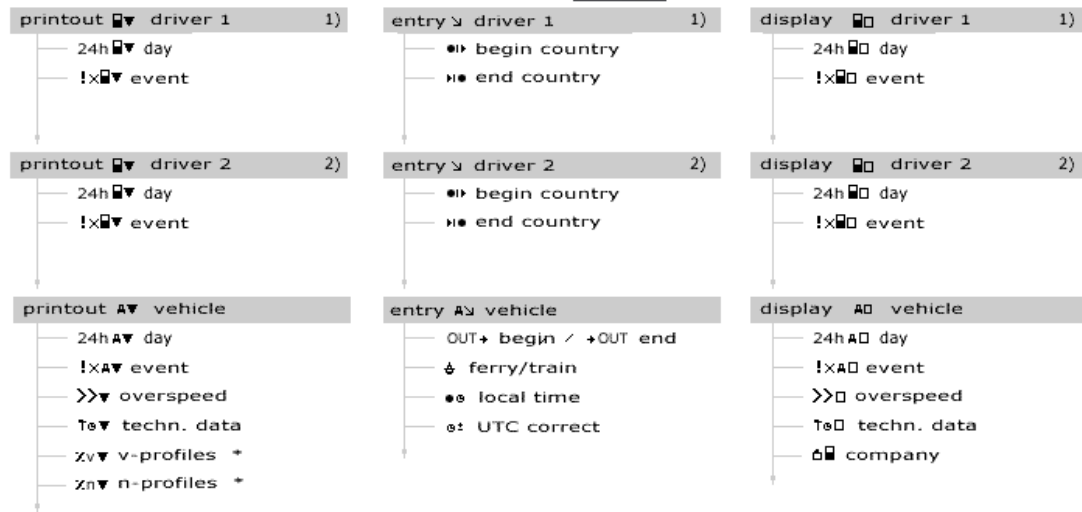 printout driver 1 1)
24h day
!x event
entry driver 1 1)
begin country
end country
display driver 1 1)
24h day
!x event
printout driver 2 2)
24h day
!x event
entry driver 2 2)
begin country
end country
display driver 2 2)
24h day
!x event
printout A vehicle
24h A day
!xA event
>> overspeed
techn. data
%v v-profiles *
%n n-profiles *
entry A vehicle
OUT→ begin / →OUT end
ferry/train
local time
UTC correct
display A vehicle
24h A day
!xA event
>> overspeed
techn. data
company